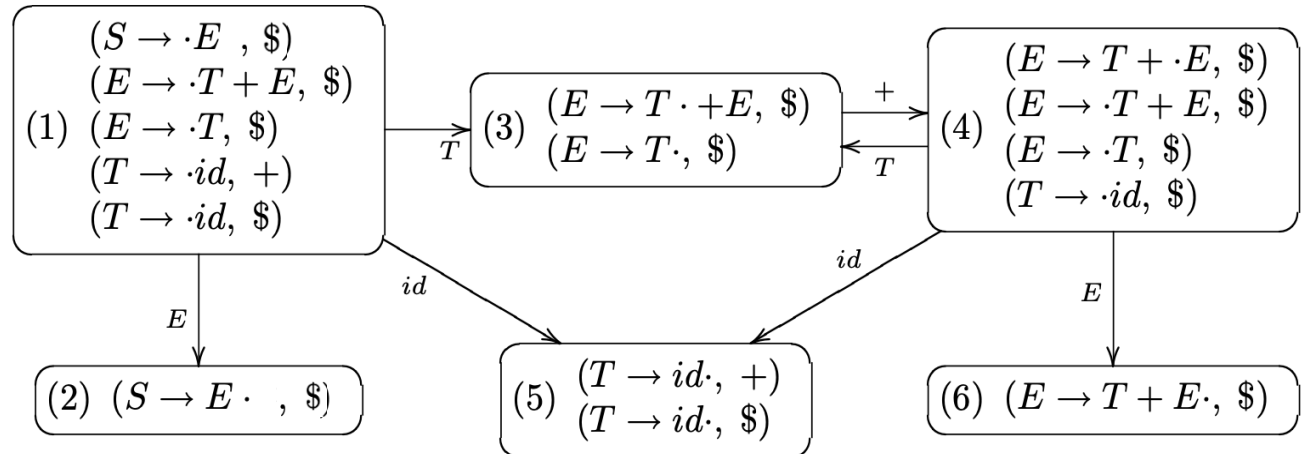 (S → ·E , $)
(E → ·T + E, $)
(1) (E → ·T, $)
(T → ·id, +)
(T → ·id, $)
T
(3) (E → T · +E, $)
(E → T·, $)
+
T
(E → T + ·E, $)
(E → ·T + E, $)
(4) (E → ·T, $)
(T → ·id, $)
E
id
id
E
(2) (S → E · , $)
(5) (T → id·, +)
(T → id·, $)
(6) (E → T + E·, $)